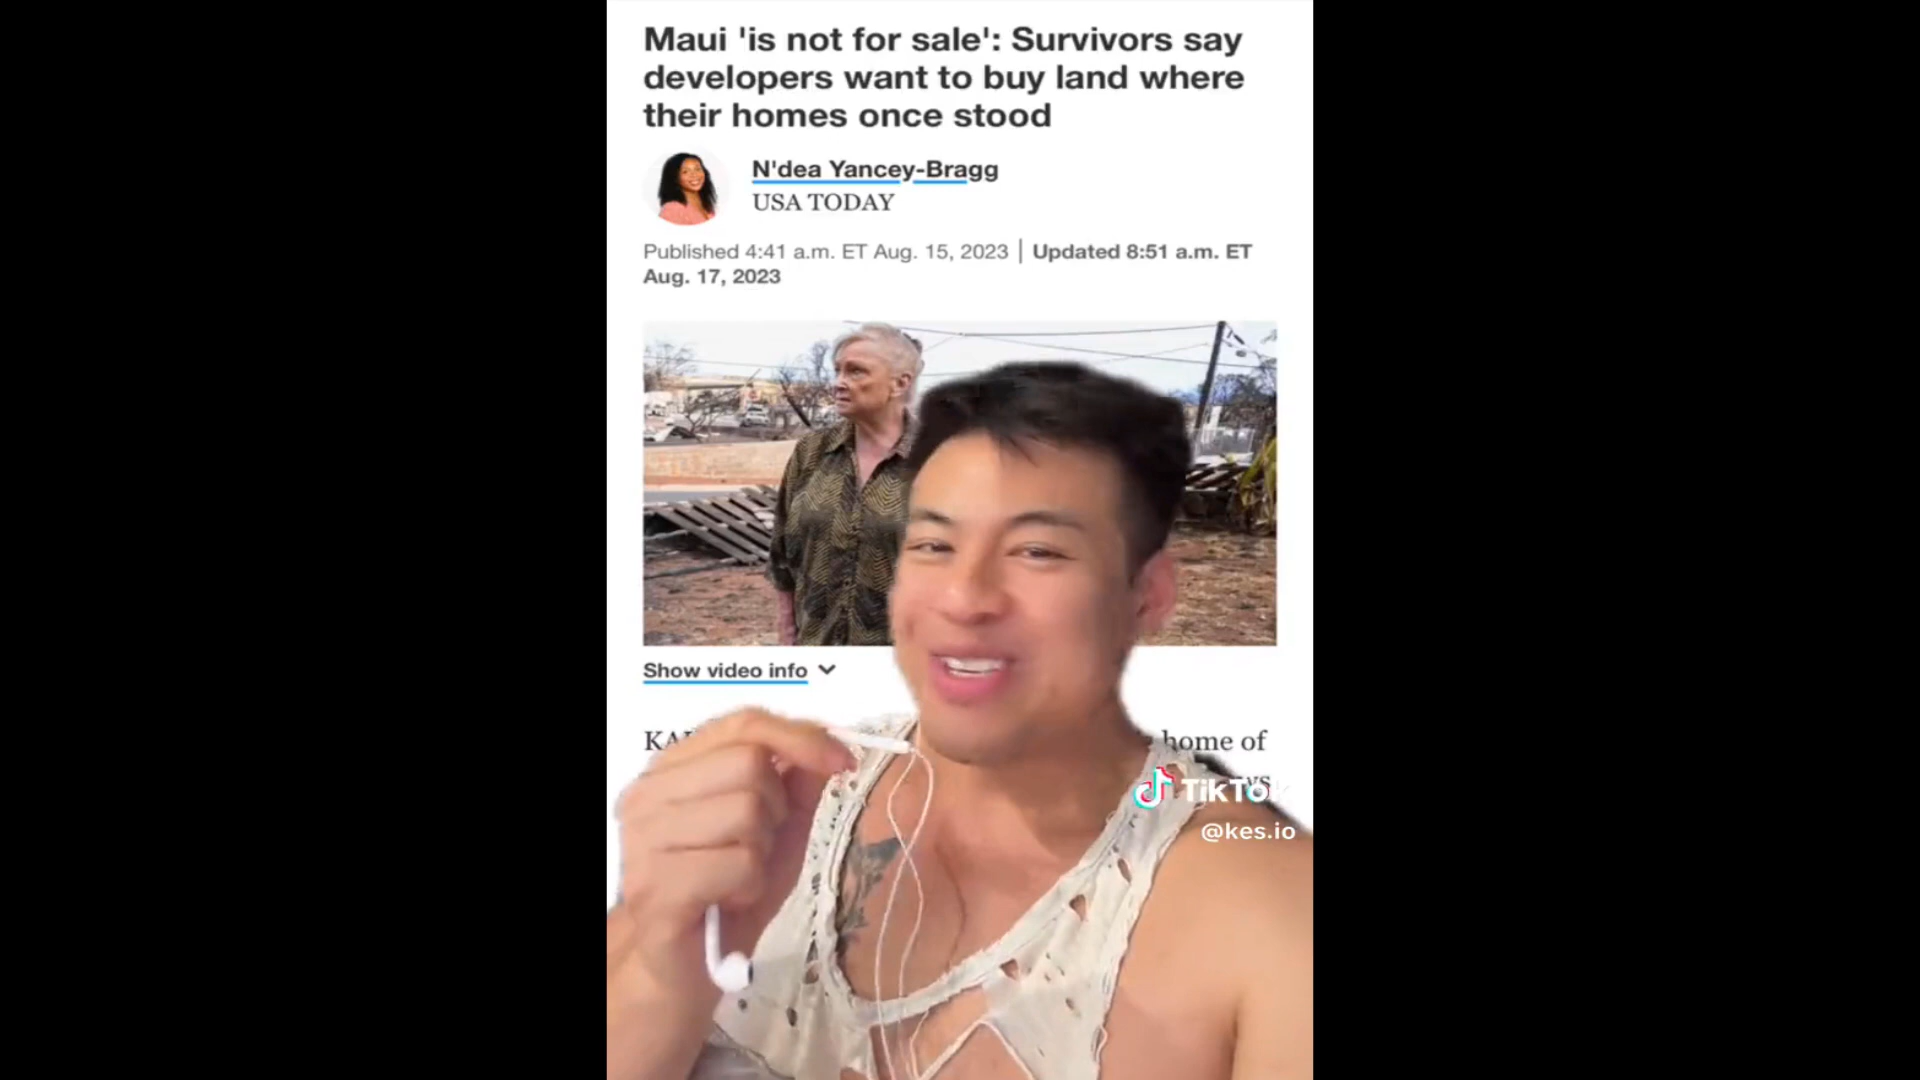 Maui 'is not for sale': Survivors say
developers want to buy land where
their homes once stood
N'dea Yancey-Bragg
USA TODAY
Published 4:41 a.m. ET Aug. 15, 2023 | Updated 8:51 a.m. ET
Aug. 17, 2023
Show video info
home of
TikTok
@kes.io